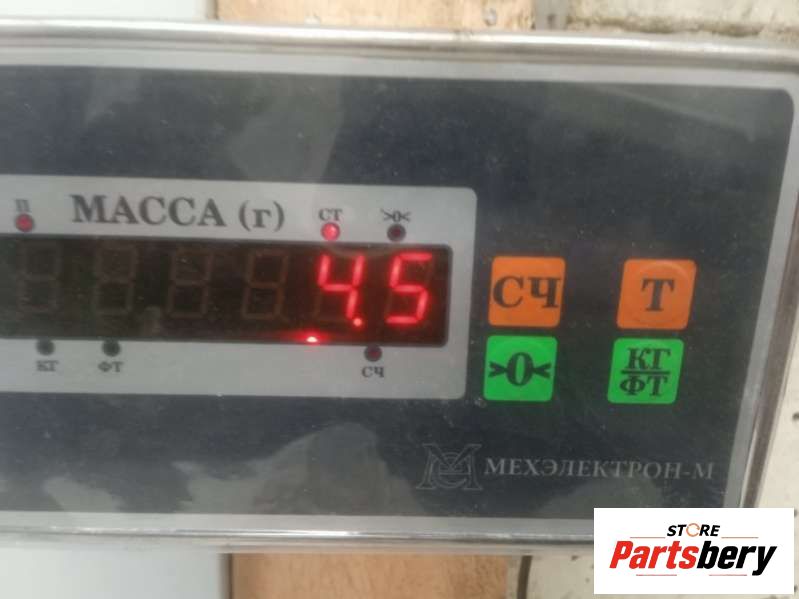 П МАССА (г) СТ >0<
4.5
КГ ФТ СЧ
СЧ Т
>0< КГ
ФТ
МЕХЭЛЕКТРОН-М
STORE
Partsbery